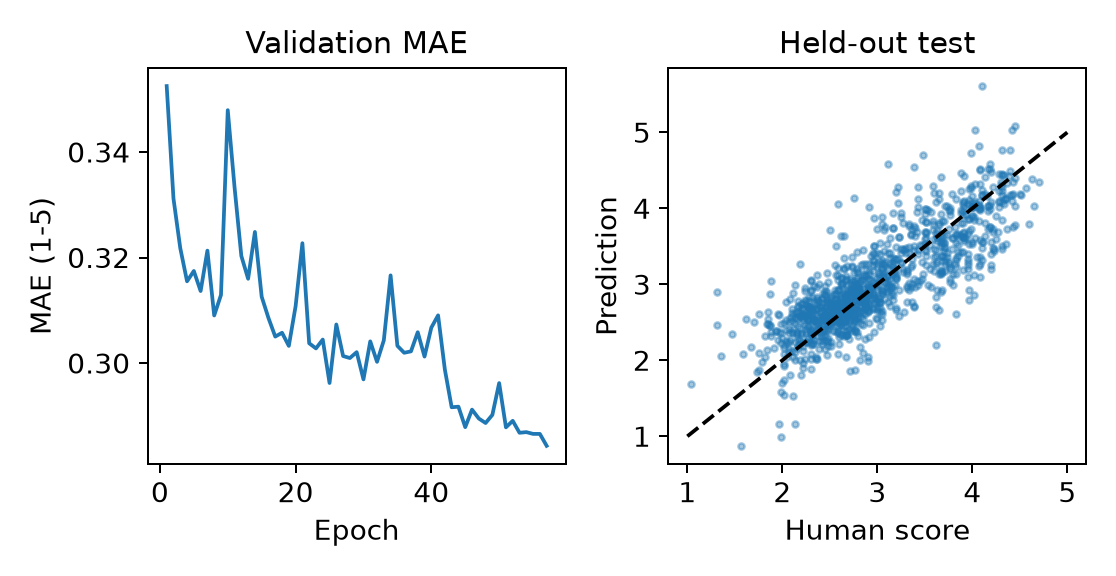 Validation MAE
MAE (1-5)
0.34
0.32
0.30
0
20
40
Epoch
Held-out test
Prediction
5
4
3
2
1
1
2
3
4
5
Human score